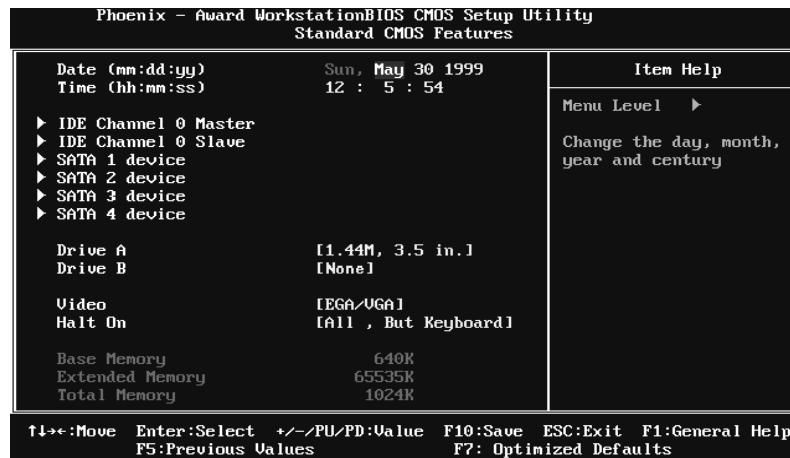 Phoenix - Award WorkstationBIOS CMOS Setup Utility
Standard CMOS Features
Date (mm:dd:yy) Sun, May 30 1999
Time (hh:mm:ss) 12 : 5 : 54
IDE Channel 0 Master
IDE Channel 0 Slave
SATA 1 device
SATA 2 device
SATA 3 device
SATA 4 device
Drive A [1.44M, 3.5 in.]
Drive B [None]
Video [EGA/VGA]
Halt On [All , But Keyboard]
Base Memory 640K
Extended Memory 65535K
Total Memory 1024K
Item Help
Menu Level
Change the day, month,
year and century
↑↓→←:Move Enter:Select +/-/PU/PD:Value F10:Save ESC:Exit F1:General Help
F5:Previous Values F7: Optimized Defaults